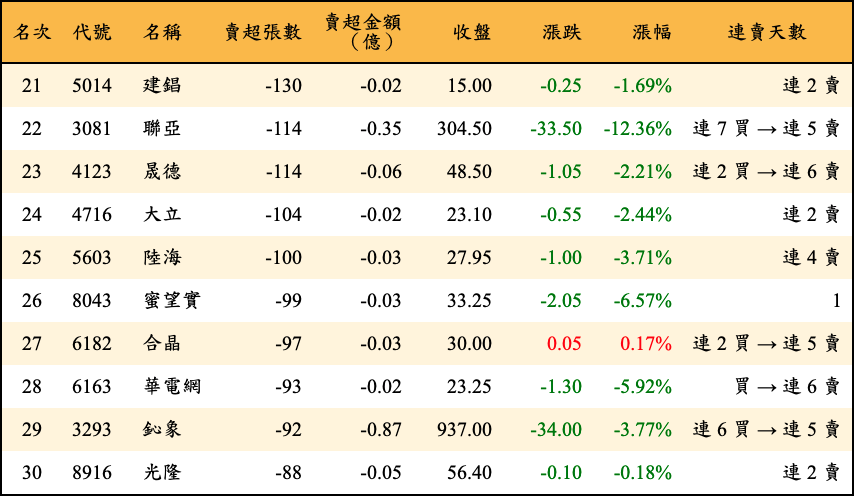 名次 代號 名稱 賣超張數 賣超金額（億） 收盤 漲跌 漲幅 連賣天數
21 5014 建錩 -130 -0.02 15.00 -0.25 -1.69% 連 2 賣
22 3081 聯亞 -114 -0.35 304.50 -33.50 -12.36% 連 7 買 → 連 5 賣
23 4123 晟德 -114 -0.06 48.50 -1.05 -2.21% 連 2 買 → 連 6 賣
24 4716 大立 -104 -0.02 23.10 -0.55 -2.44% 連 2 賣
25 5603 陸海 -100 -0.03 27.95 -1.00 -3.71% 連 4 賣
26 8043 蜜望實 -99 -0.03 33.25 -2.05 -6.57% 1
27 6182 合晶 -97 -0.03 30.00 0.05 0.17% 連 2 買 → 連 5 賣
28 6163 華電網 -93 -0.02 23.25 -1.30 -5.92% 買 → 連 6 賣
29 3293 鈊象 -92 -0.87 937.00 -34.00 -3.77% 連 6 買 → 連 5 賣
30 8916 光隆 -88 -0.05 56.40 -0.10 -0.18% 連 2 賣